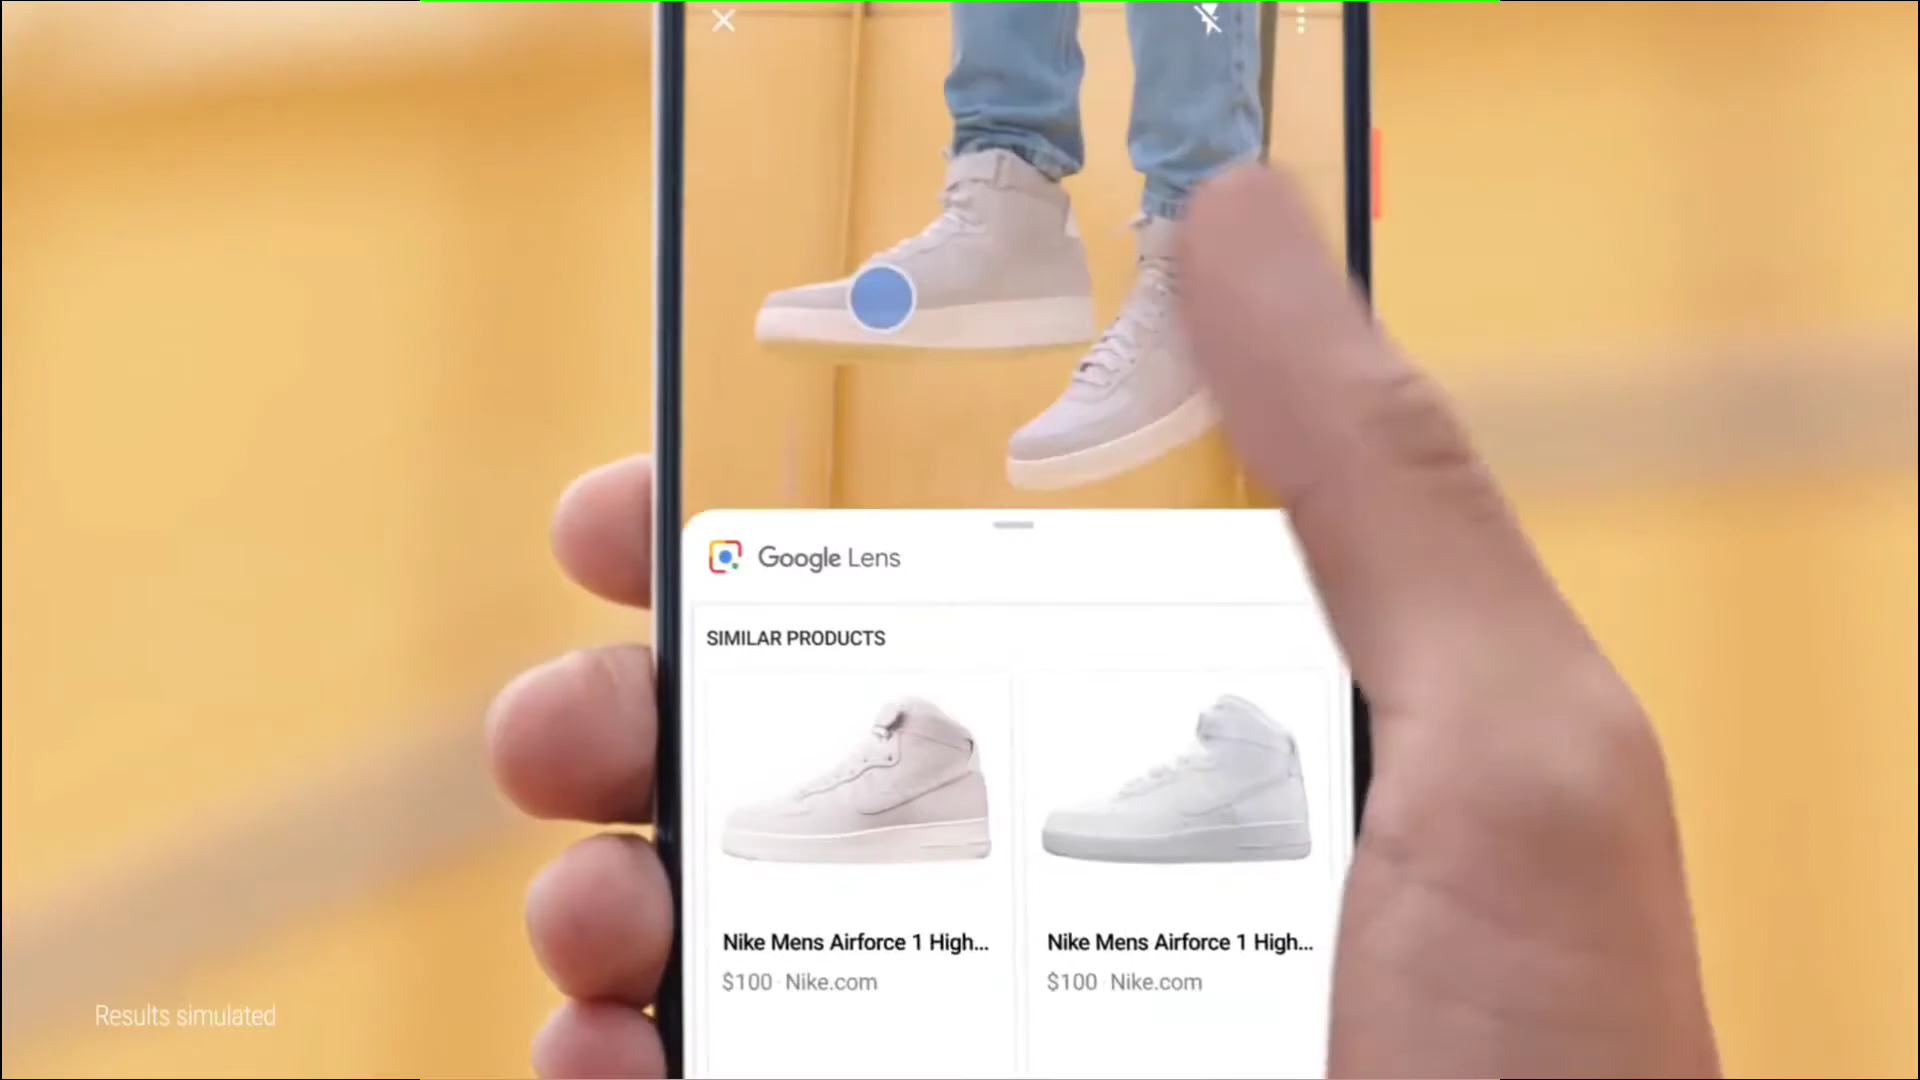 Google Lens
SIMILAR PRODUCTS
Nike Mens Airforce 1 High...
$100 · Nike.com
Nike Mens Airforce 1 High...
$100 · Nike.com
Results simulated